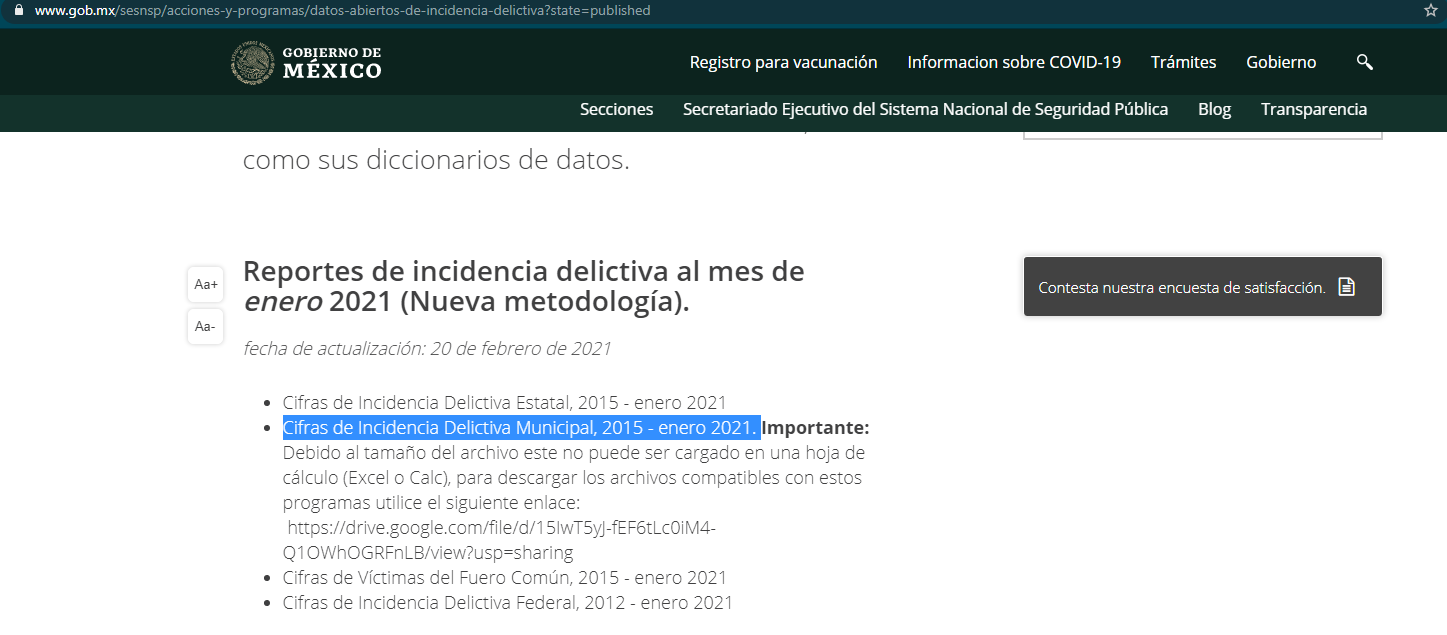 www.gob.mx/sesnsp/acciones-y-programas/datos-abiertos-de-incidencia-delictiva?state=published
GOBIERNO DE
MÉXICO
Registro para vacunación Informacion sobre COVID-19 Trámites Gobierno
Secciones Secretariado Ejecutivo del Sistema Nacional de Seguridad Pública Blog Transparencia
como sus diccionarios de datos.
Aa+
Aa-
Reportes de incidencia delictiva al mes de
enero 2021 (Nueva metodología).
Contesta nuestra encuesta de satisfacción.
fecha de actualización: 20 de febrero de 2021
• Cifras de Incidencia Delictiva Estatal, 2015 - enero 2021
• Cifras de Incidencia Delictiva Municipal, 2015 - enero 2021. Importante:
Debido al tamaño del archivo este no puede ser cargado en una hoja de
cálculo (Excel o Calc), para descargar los archivos compatibles con estos
programas utilice el siguiente enlace:
https://drive.google.com/file/d/15IwT5yJ-fEF6tLc0iM4-
Q1OWhOGRFnLB/view?usp=sharing
• Cifras de Víctimas del Fuero Común, 2015 - enero 2021
• Cifras de Incidencia Delictiva Federal, 2012 - enero 2021